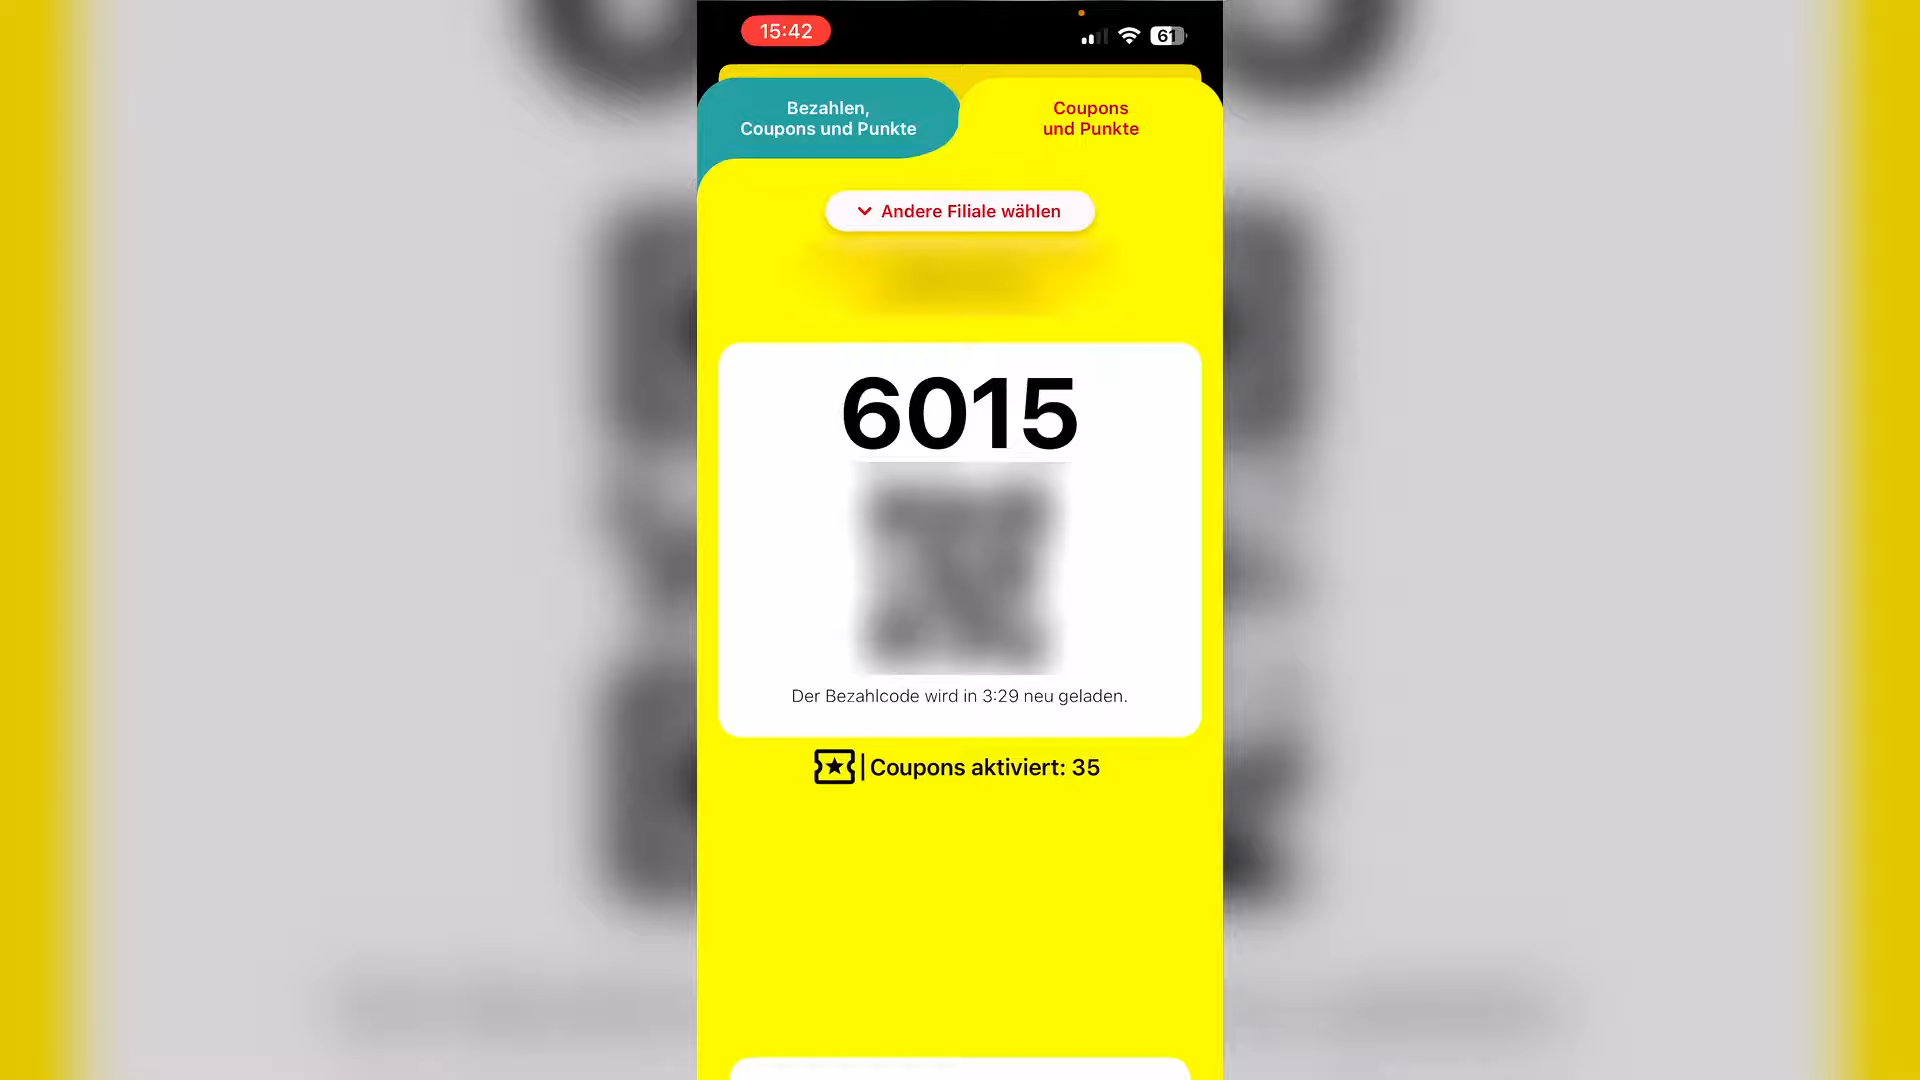 15:42
61
Bezahlen,
Coupons und Punkte
Coupons
und Punkte
Andere Filiale wählen
6015
Der Bezahlcode wird in 3:29 neu geladen.
Coupons aktiviert: 35